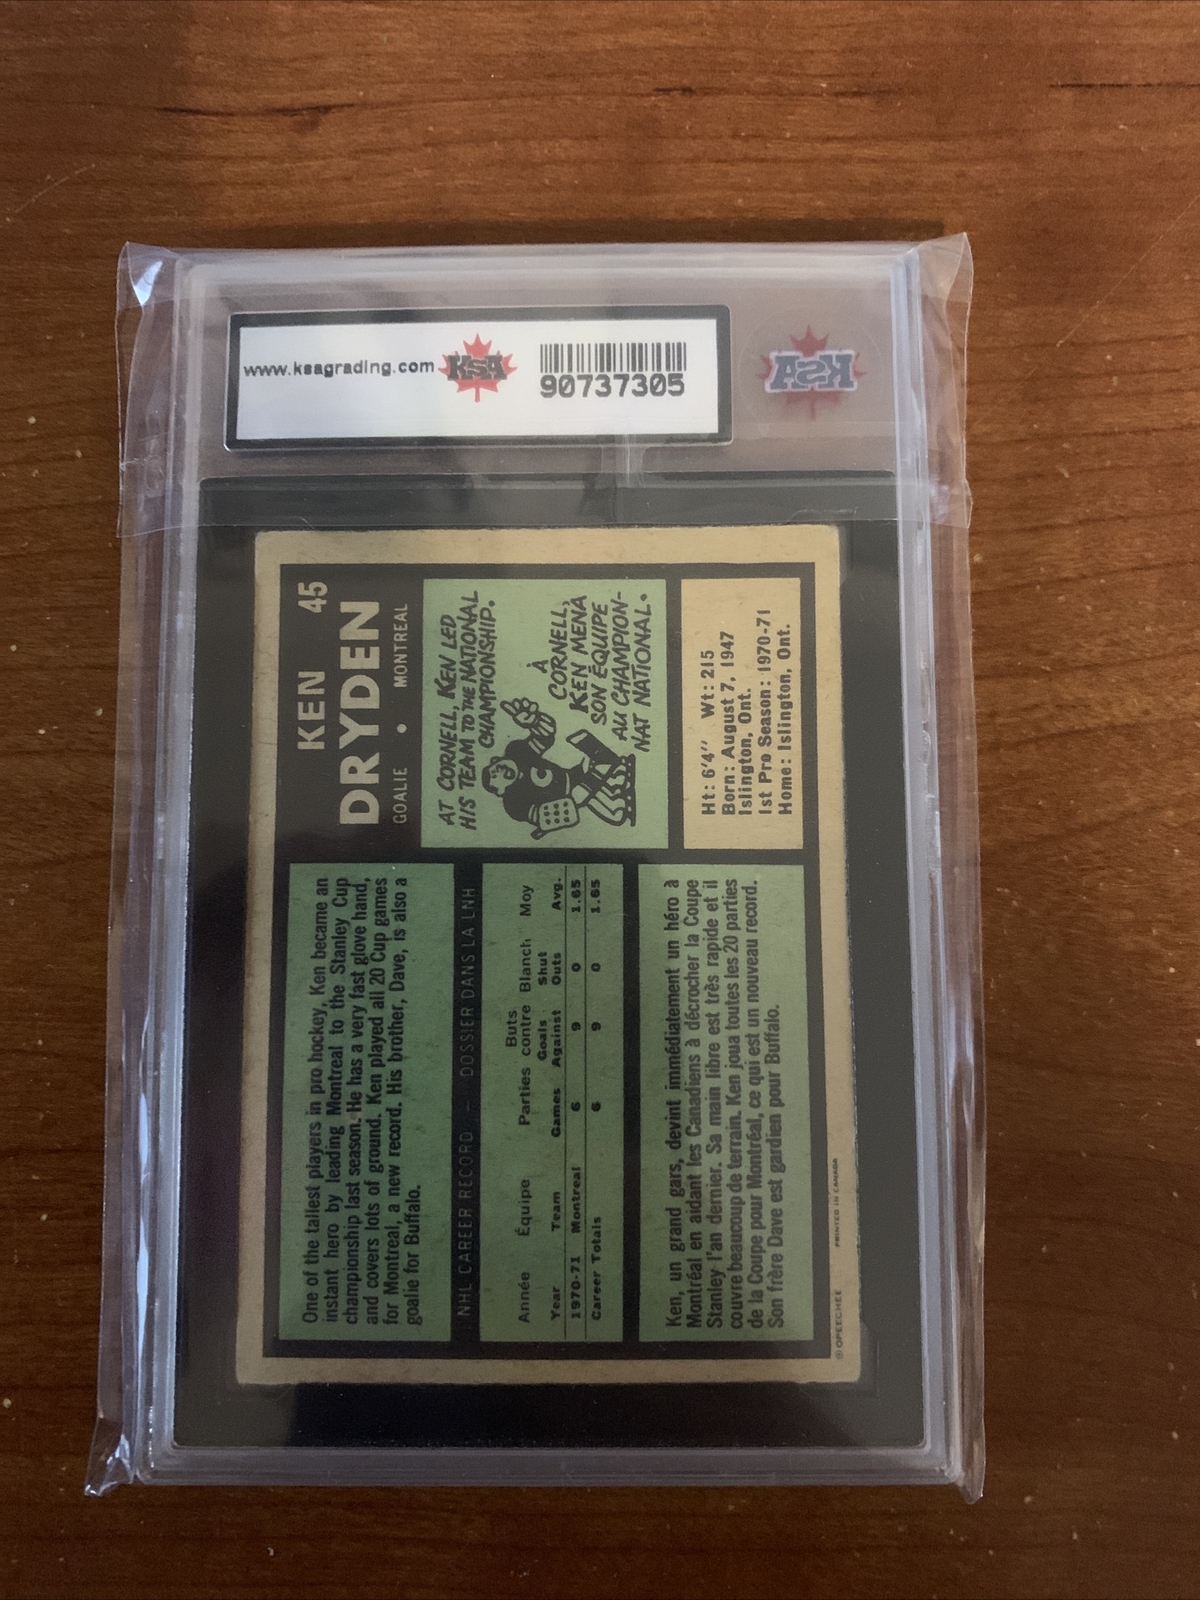 www.ksagrading.com
KSA
90737305
KSA
KEN 45
DRYDEN
GOALIE • MONTREAL
One of the tallest players in pro hockey, Ken became an
instant hero by leading Montreal to the Stanley Cup
championship last season. He has a very fast glove hand,
and covers lots of ground. Ken played all 20 Cup games
for Montreal, a new record. His brother, Dave, is also a
goalie for Buffalo.
AT CORNELL, KEN LED
HIS TEAM TO THE NATIONAL
CHAMPIONSHIP.
C
À
CORNELL,
KEN MENA
SON ÉQUIPE
AU CHAMPION-
NAT NATIONAL.
NHL CAREER RECORD — DOSSIER DANS LA LNH
Année Équipe Parties Buts contre Blanch Moy
Year Team Games Goals Against Shut Outs Avg.
1970-71 Montreal 6 9 0 1.65
Career Totals 6 9 0 1.65
Ht: 6'4" Wt: 215
Born: August 7, 1947
Islington, Ont.
1st Pro Season: 1970-71
Home: Islington, Ont.
Ken, un grand gars, devint immédiatement un héro à
Montréal en aidant les Canadiens à décrocher la Coupe
Stanley l'an dernier. Sa main libre est très rapide et il
couvre beaucoup de terrain. Ken joua toutes les 20 parties
de la Coupe pour Montréal, ce qui est un nouveau record.
Son frère Dave est gardien pour Buffalo.
© OPEECHEE PRINTED IN CANADA